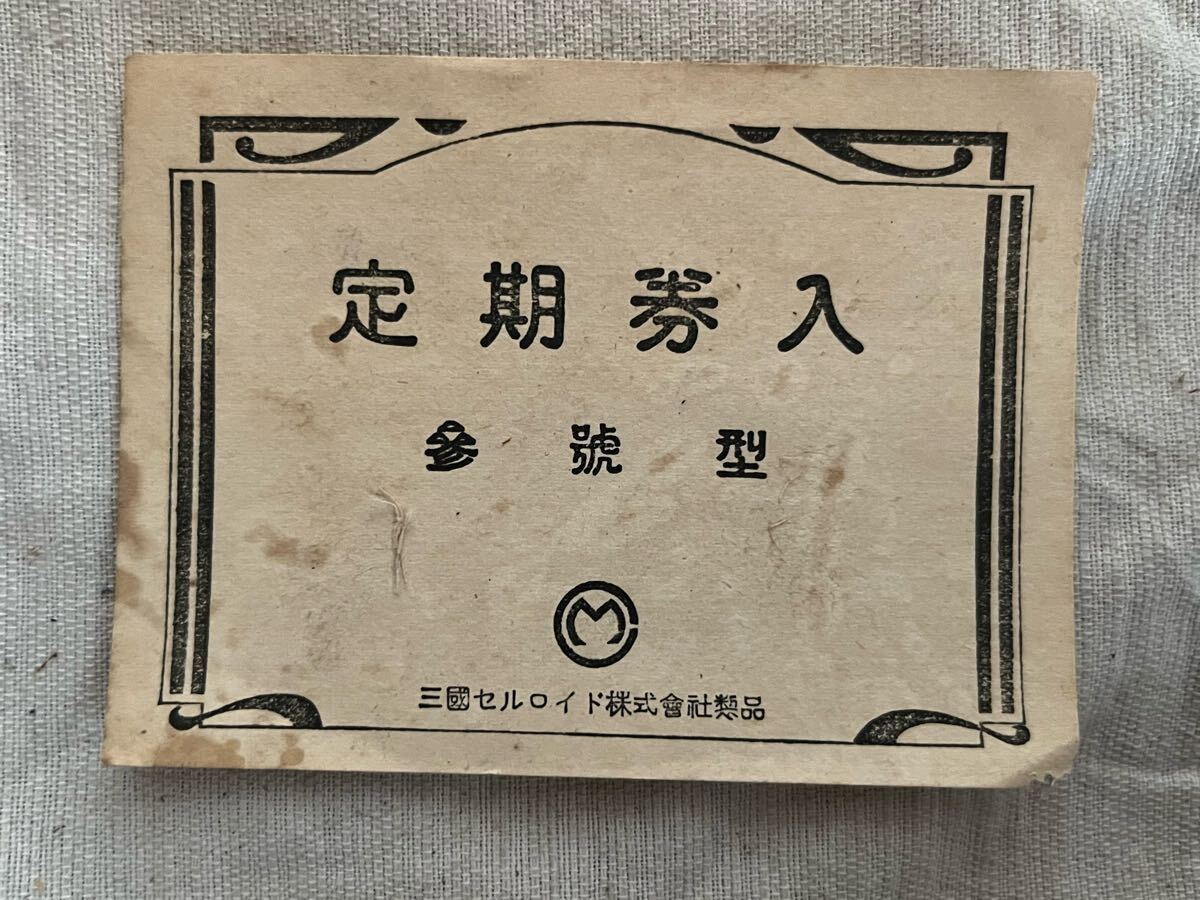 定期券入
參號型
M
三國セルロイド株式會社製品